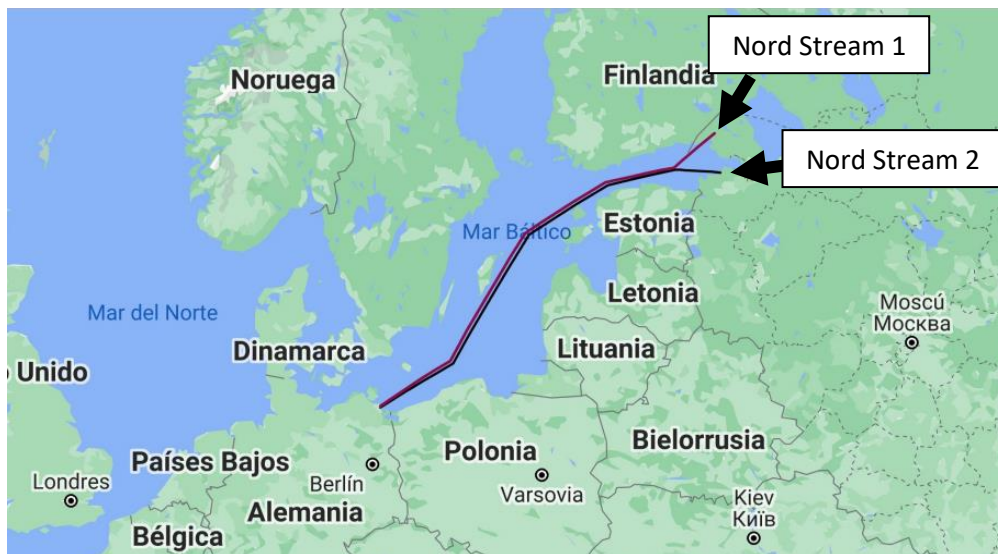 Nord Stream 1
Noruega
Finlandia
Nord Stream 2
Mar Báltico
Estonia
Mar del Norte
Letonia
Moscú
Москва
Dinamarca
Lituania
o Unido
Países Bajos
Polonia
Bielorrusia
Londres
Berlín
Varsovia
Alemania
Kiev
Київ
Bélgica